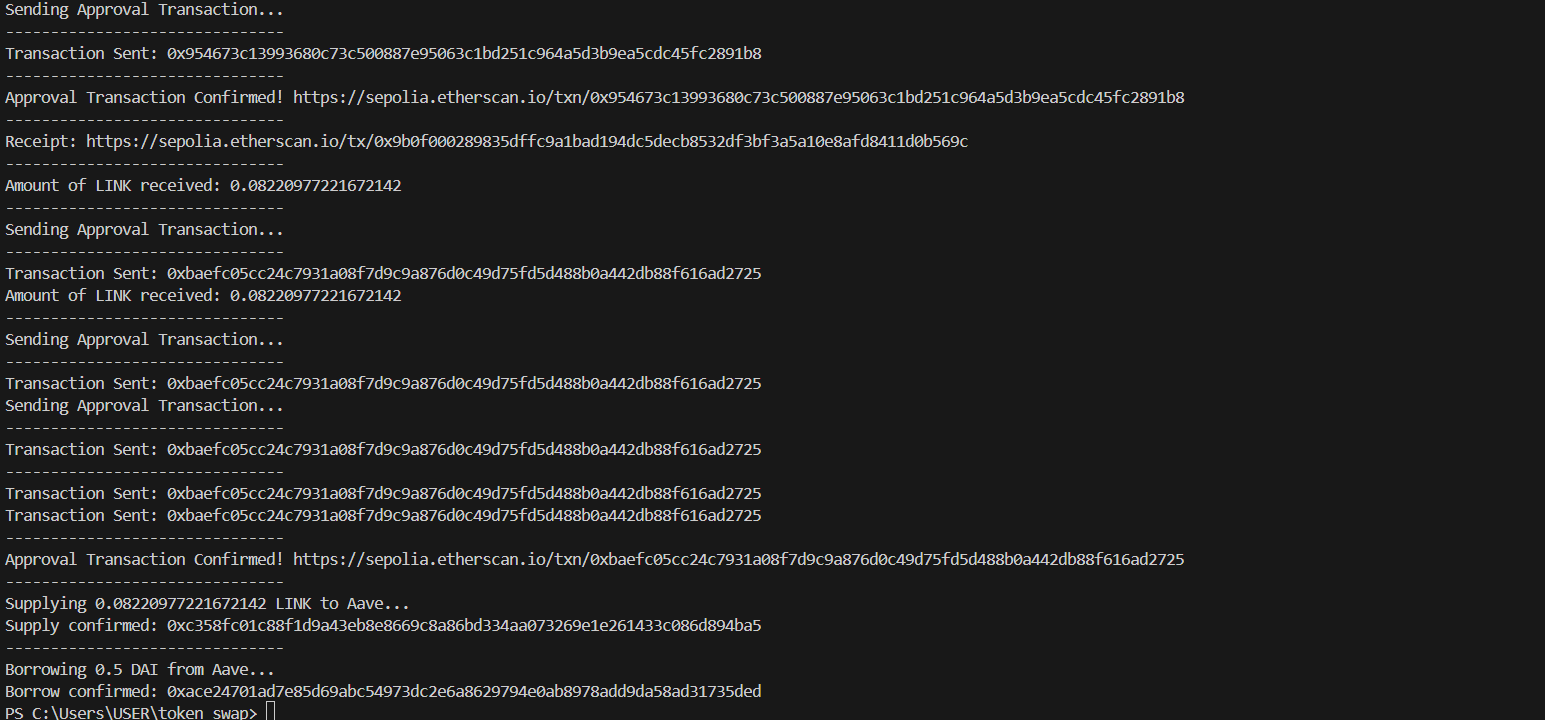 Sending Approval Transaction...
-------------------------------
Transaction Sent: 0x954673c13993680c73c500887e95063c1bd251c964a5d3b9ea5cdc45fc2891b8
-------------------------------
Approval Transaction Confirmed! https://sepolia.etherscan.io/txn/0x954673c13993680c73c500887e95063c1bd251c964a5d3b9ea5cdc45fc2891b8
-------------------------------
Receipt: https://sepolia.etherscan.io/tx/0x9b0f000289835dffc9a1bad194dc5decb8532df3bf3a5a10e8afd8411d0b569c
-------------------------------
Amount of LINK received: 0.08220977221672142
-------------------------------
Sending Approval Transaction...
-------------------------------
Transaction Sent: 0xbaefc05cc24c7931a08f7d9c9a876d0c49d75fd5d488b0a442db88f616ad2725
Amount of LINK received: 0.08220977221672142
-------------------------------
Sending Approval Transaction...
-------------------------------
Transaction Sent: 0xbaefc05cc24c7931a08f7d9c9a876d0c49d75fd5d488b0a442db88f616ad2725
Sending Approval Transaction...
-------------------------------
Transaction Sent: 0xbaefc05cc24c7931a08f7d9c9a876d0c49d75fd5d488b0a442db88f616ad2725
-------------------------------
Transaction Sent: 0xbaefc05cc24c7931a08f7d9c9a876d0c49d75fd5d488b0a442db88f616ad2725
Transaction Sent: 0xbaefc05cc24c7931a08f7d9c9a876d0c49d75fd5d488b0a442db88f616ad2725
-------------------------------
Approval Transaction Confirmed! https://sepolia.etherscan.io/txn/0xbaefc05cc24c7931a08f7d9c9a876d0c49d75fd5d488b0a442db88f616ad2725
-------------------------------
Supplying 0.08220977221672142 LINK to Aave...
Supply confirmed: 0xc358fc01c88f1d9a43eb8e8669c8a86bd334aa073269e1e261433c086d894ba5
-------------------------------
Borrowing 0.5 DAI from Aave...
Borrow confirmed: 0xace24701ad7e85d69abc54973dc2e6a8629794e0ab8978add9da58ad31735ded
PS C:\Users\USER\token_swap>